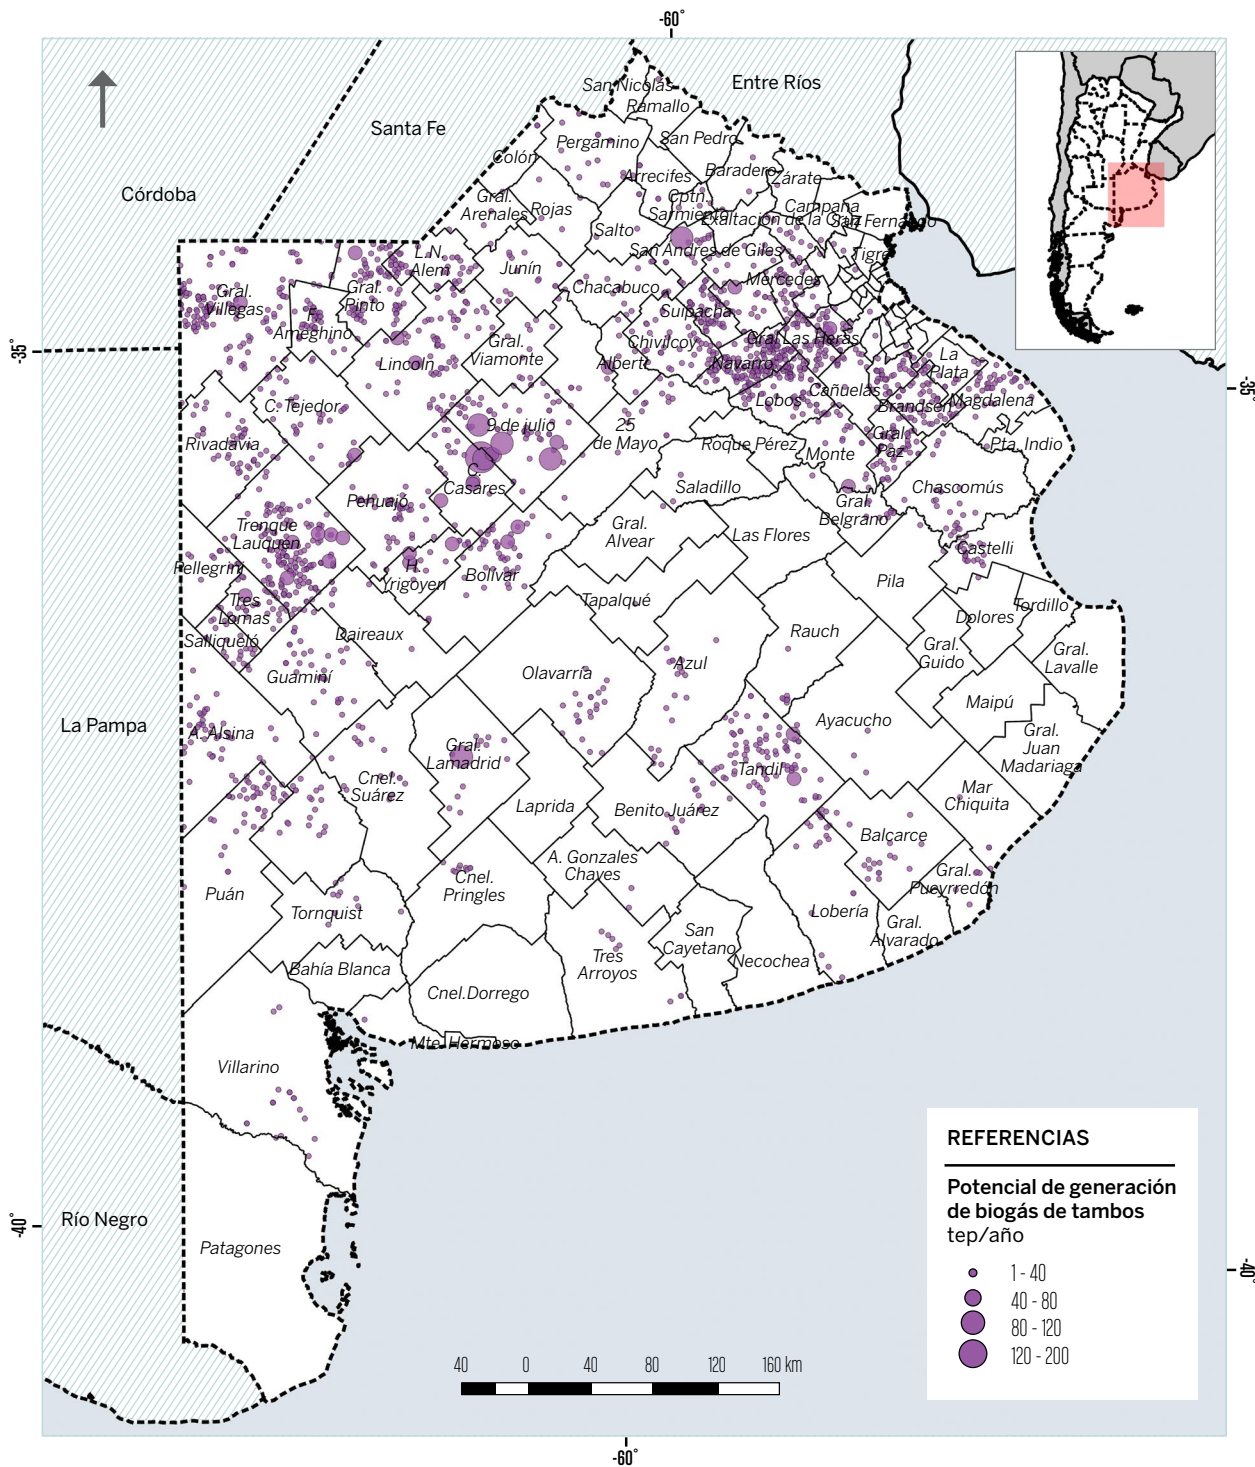 -60°
San Nicolás
Entre Ríos
Ramallo
Santa Fe
San Pedro
Pergamino
Colón
Arrecifes
Baradero
Zárate
Córdoba
Gral.
Arenales
Rojas
Cptn.
Sarmiento
Campana
Exaltación de la Cruz
San Fernando
Salto
San Andres de Giles
Tigre
L.N.
Alem
Junín
Mercedes
Chacabuco
Gral.
Villegas
Gral.
Pinto
Suipacha
F.
Ameghino
Gral.
Viamonte
Chivilcoy
Gral Las Heras
-35°
Lincoln
Alberti
Navarro
La
Plata
-35°
Cañuelas
Lobos
Brandsen
Magdalena
C. Tejedor
9 de julio
25
de Mayo
Rivadavia
Roque Pérez
Monte
Gral.
Paz
Pta. Indio
C.
Casares
Saladillo
Chascomús
Pehuajó
Gral.
Belgrano
Trenque
Lauquen
Gral.
Alvear
Las Flores
Castelli
Pellegrini
H.
Yrigoyen
Bolívar
Pila
Tres
Lomas
Tapalqué
Dolores
Tordillo
Salliqueló
Daireaux
Rauch
Gral.
Guido
Gral.
Lavalle
Guaminí
Olavarría
Azul
Maipú
La Pampa
A. Alsina
Ayacucho
Gral.
Juan
Madariaga
Gral.
Lamadrid
Tandil
Cnel.
Suárez
Mar
Chiquita
Laprida
Benito Juárez
Balcarce
A. Gonzales
Chaves
Cnel.
Pringles
Gral.
Pueyrredón
Puán
Tornquist
Lobería
Gral.
Alvarado
San
Cayetano
Necochea
Tres
Arroyos
Bahía Blanca
Cnel.Dorrego
Mte. Hermoso
Villarino
Río Negro
Patagones
-40°
-40°
REFERENCIAS
Potencial de generación
de biogás de tambos
tep/año
1 - 40
40 - 80
80 - 120
120 - 200
40 0 40 80 120 160 km
-60°